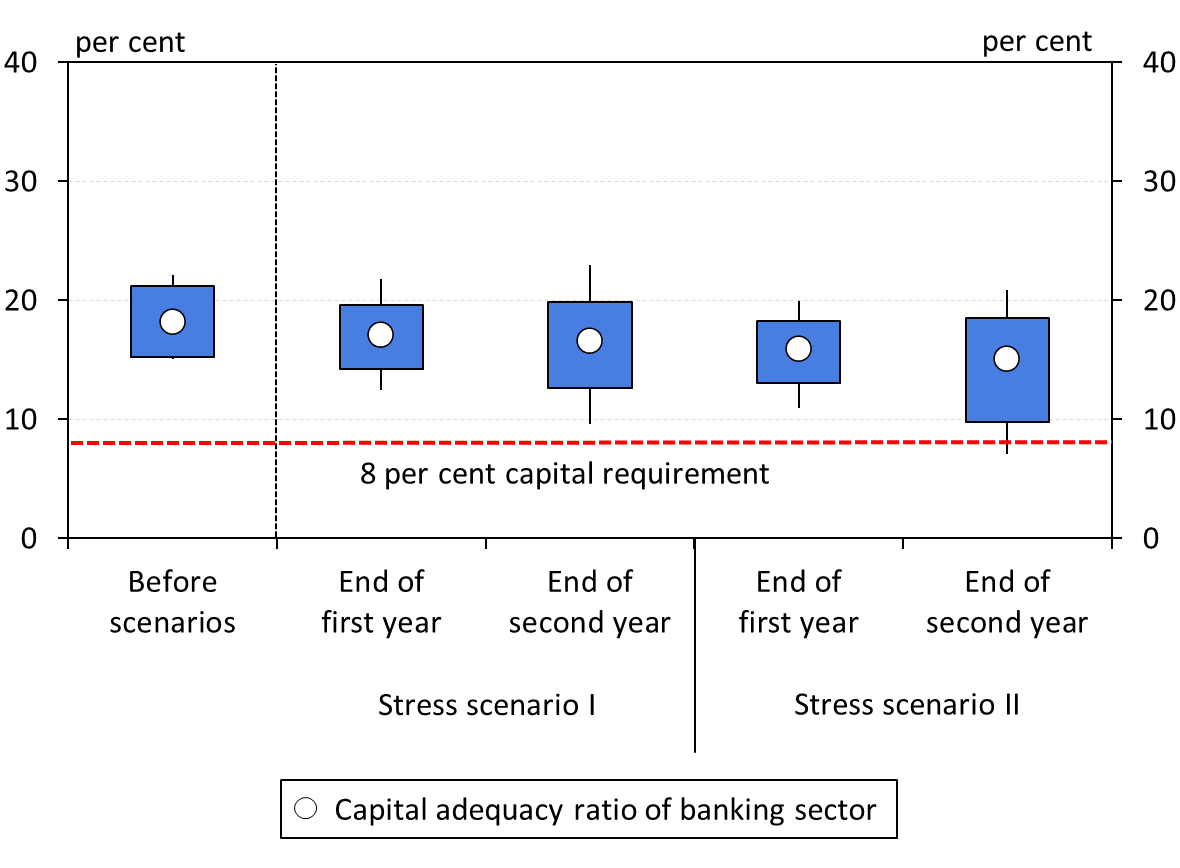 per cent per cent
40 40
30 30
20 20
10 10
8 per cent capital requirement
0 0
Before End of End of End of End of
scenarios first year second year first year second year
Stress scenario I Stress scenario II
Capital adequacy ratio of banking sector